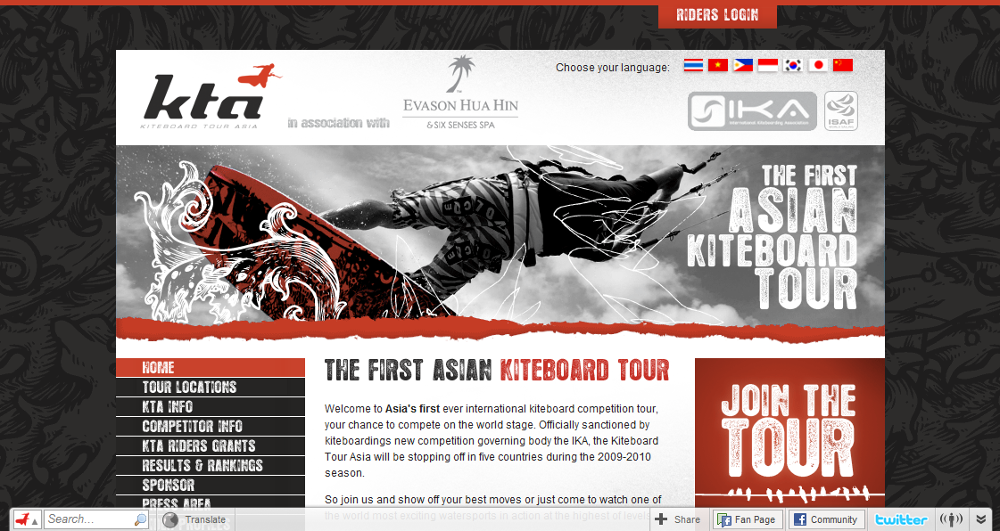 RIDERS LOGIN
Choose your language:
kta
KITEBOARD TOUR ASIA
in association with
EVASON HUA HIN
& SIX SENSES SPA
IKA
International Kiteboarding Association
ISAF
THE FIRST
ASIAN
KITEBOARD
TOUR
HOME
TOUR LOCATIONS
KTA INFO
COMPETITOR INFO
KTA RIDERS GRANTS
RESULTS & RANKINGS
SPONSOR
PRESS AREA
PROFILES
THE FIRST ASIAN KITEBOARD TOUR
Welcome to Asia's first ever international kiteboard competition tour,
your chance to compete on the world stage. Officially sanctioned by
kiteboardings new competition governing body the IKA, the Kiteboard
Tour Asia will be stopping off in five countries during the 2009-2010
season.
So join us and show off your best moves or just come to watch one of
the world most exciting watersports in action at the highest of levels
JOIN THE
TOUR
Search...
Translate
Share
Fan Page
Community
twitter